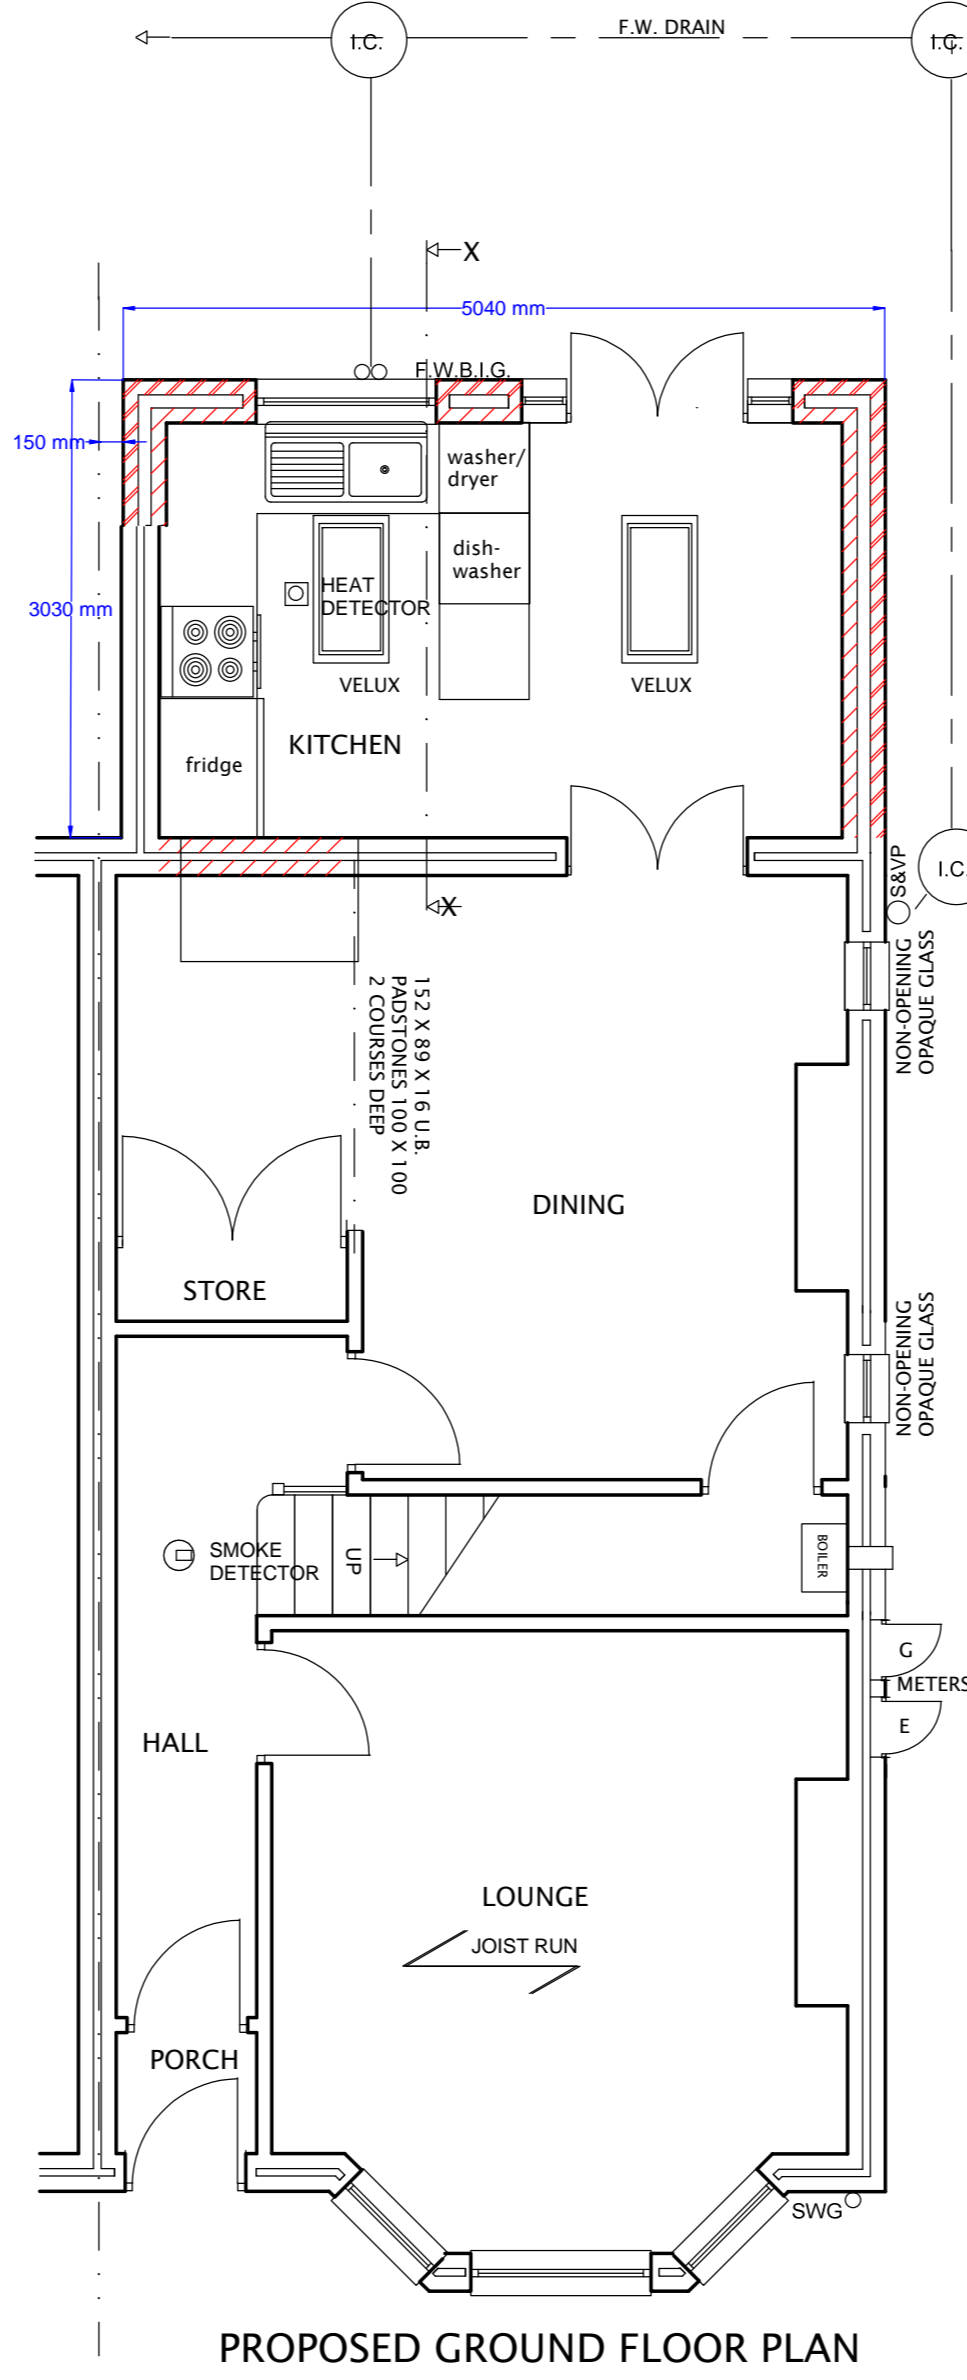 I.C.
F.W. DRAIN
I.C.
X
5040 mm
F.W.B.I.G.
150 mm
washer/
dryer
dish-
washer
HEAT
DETECTOR
3030 mm
VELUX
VELUX
KITCHEN
fridge
S&VP
I.C.
X
NON-OPENING
OPAQUE GLASS
152 X 89 X 16 U.B.
PADSTONES 100 X 100
2 COURSES DEEP
DINING
STORE
NON-OPENING
OPAQUE GLASS
SMOKE
DETECTOR
UP
BOILER
G
METERS
E
HALL
LOUNGE
JOIST RUN
PORCH
SWG
PROPOSED GROUND FLOOR PLAN